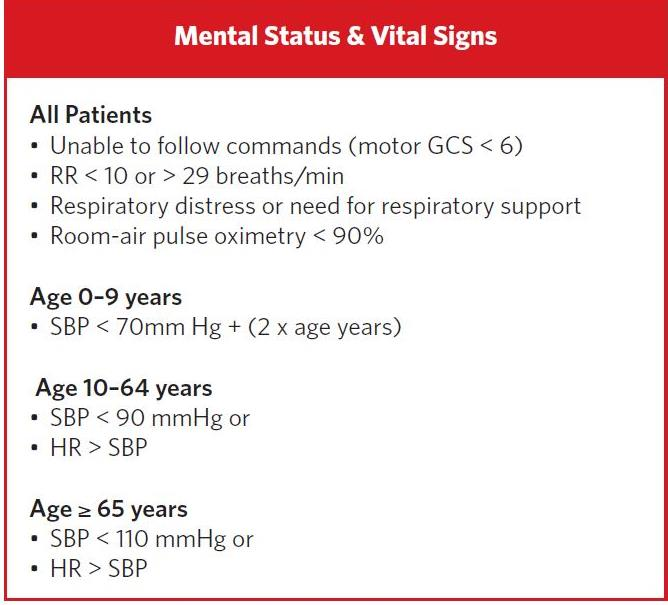 Mental Status & Vital Signs
All Patients
• Unable to follow commands (motor GCS < 6)
• RR < 10 or > 29 breaths/min
• Respiratory distress or need for respiratory support
• Room-air pulse oximetry < 90%
Age 0–9 years
• SBP < 70mm Hg + (2 x age years)
Age 10–64 years
• SBP < 90 mmHg or
• HR > SBP
Age ≥ 65 years
• SBP < 110 mmHg or
• HR > SBP